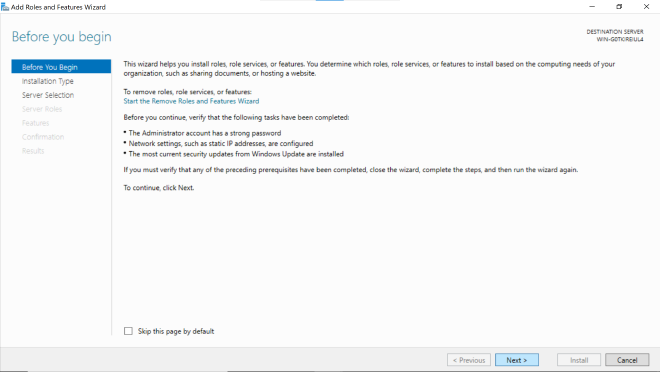 Add Roles and Features Wizard
Before you begin
DESTINATION SERVER
WIN-G0TKIREIUL4
Before You Begin
Installation Type
Server Selection
Server Roles
Features
Confirmation
Results
This wizard helps you install roles, role services, or features. You determine which roles, role services, or features to install based on the computing needs of your
organization, such as sharing documents, or hosting a website.
To remove roles, role services, or features:
Start the Remove Roles and Features Wizard
Before you continue, verify that the following tasks have been completed:
• The Administrator account has a strong password
• Network settings, such as static IP addresses, are configured
• The most current security updates from Windows Update are installed
If you must verify that any of the preceding prerequisites have been completed, close the wizard, complete the steps, and then run the wizard again.
To continue, click Next.
Skip this page by default
< Previous
Next >
Install
Cancel